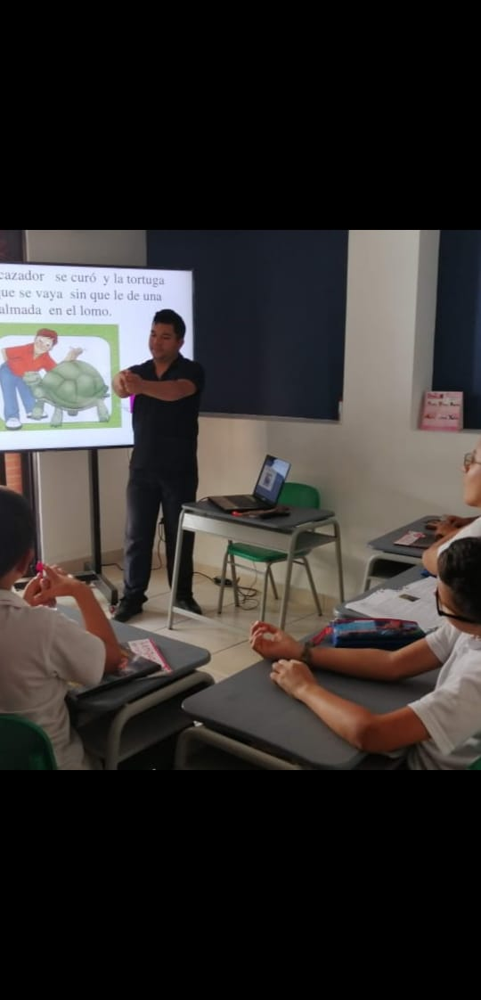 cazador se curó y la tortuga
que se vaya sin que le de una
almada en el lomo.